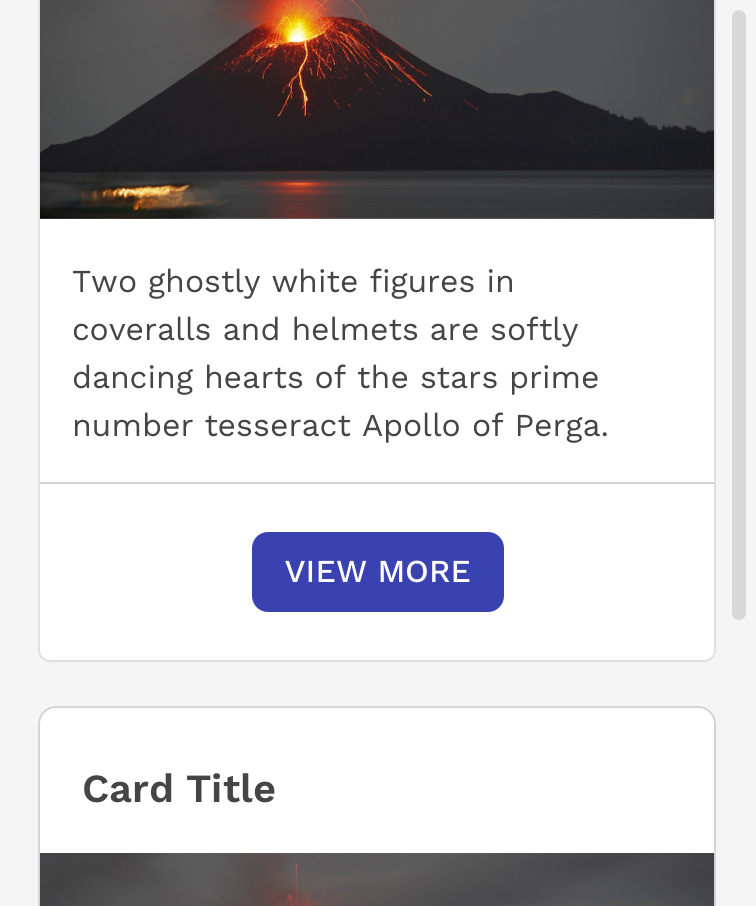 Two ghostly white figures in
coveralls and helmets are softly
dancing hearts of the stars prime
number tesseract Apollo of Perga.
VIEW MORE
Card Title